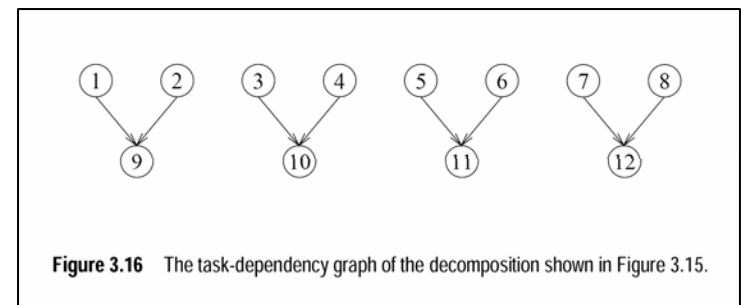 1 2 3 4 5 6 7 8
9 10 11 12
Figure 3.16 The task-dependency graph of the decomposition shown in Figure 3.15.